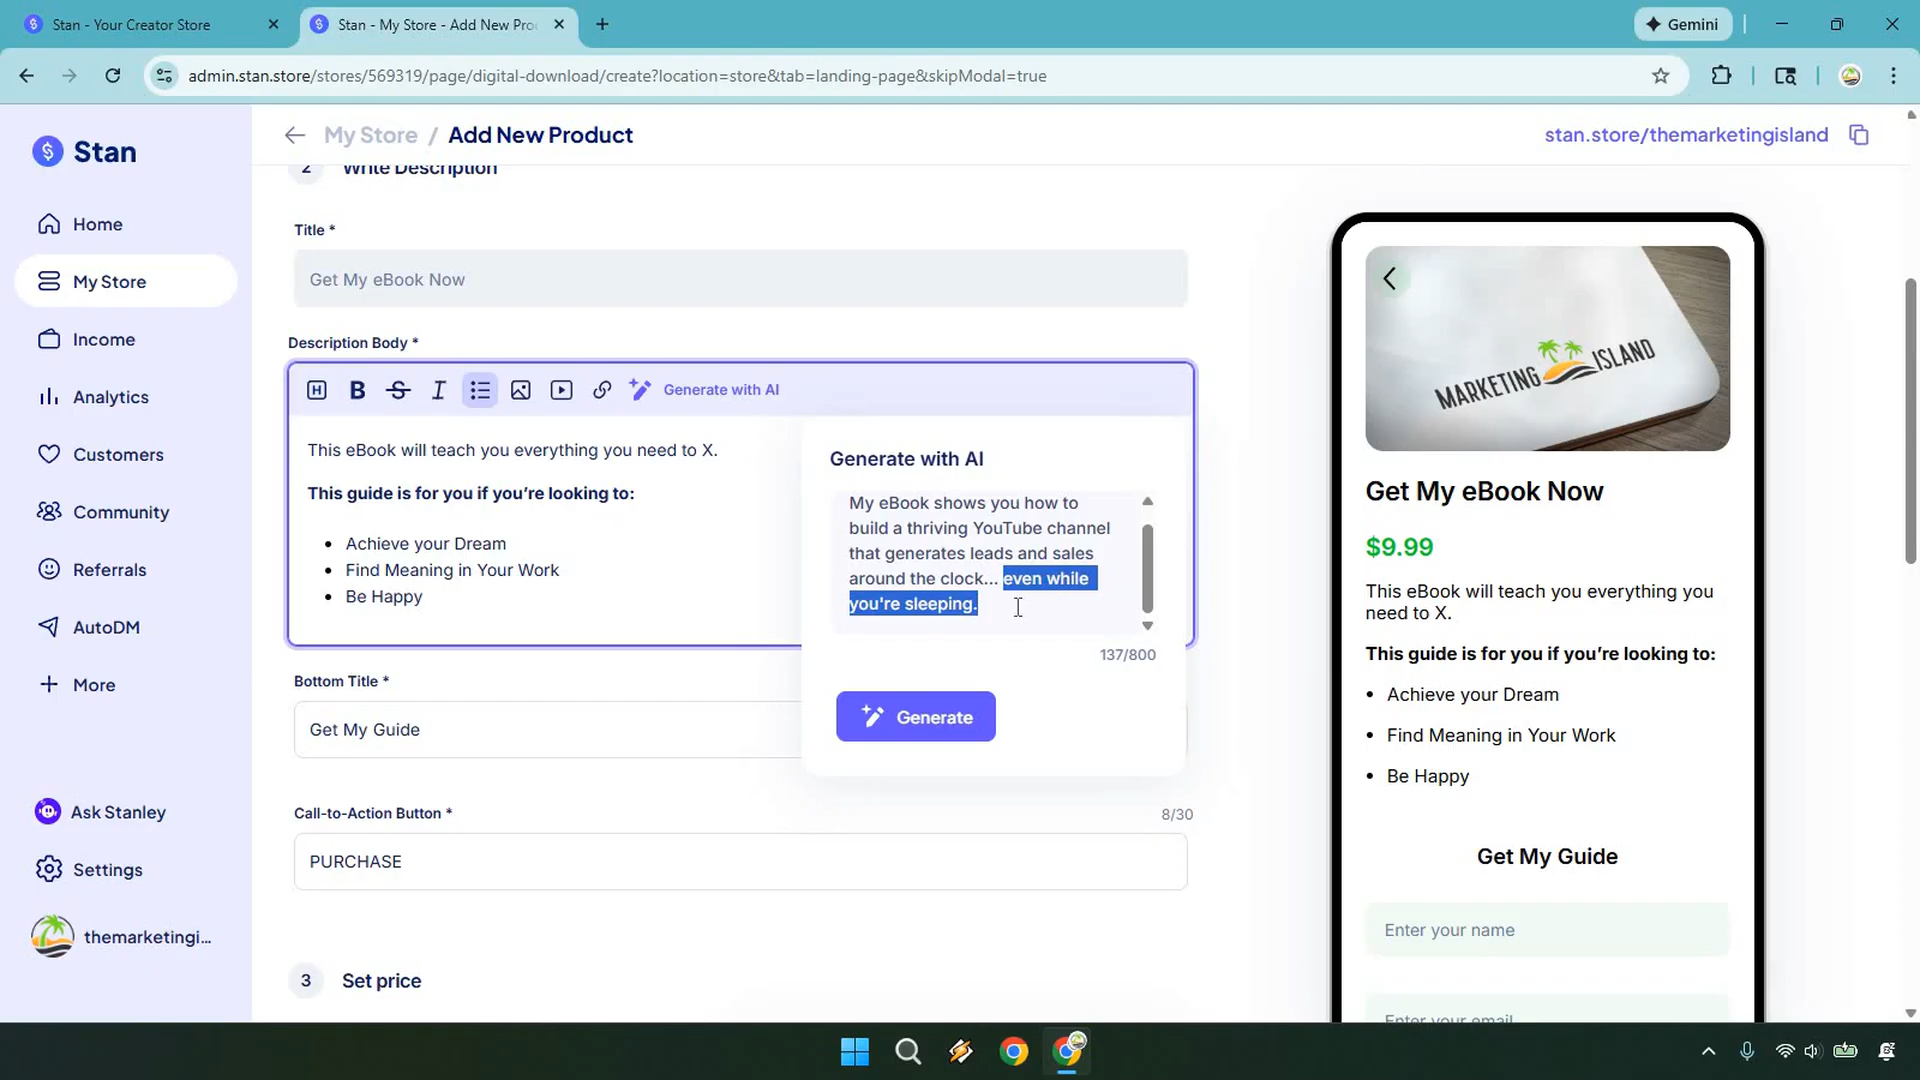 Stan - Your Creator Store
Stan - My Store - Add New Pro
Gemini
admin.stan.store/stores/569319/page/digital-download/create?location=store&tab=landing-page&skipModal=true
Stan
My Store / Add New Product
stan.store/themarketingisland
2 Write Description
Home
My Store
Income
Analytics
Customers
Community
Referrals
AutoDM
More
Ask Stanley
Settings
themarketingi...
Title *
Get My eBook Now
Description Body *
H B S I Generate with AI
This eBook will teach you everything you need to X.
This guide is for you if you're looking to:
• Achieve your Dream
• Find Meaning in Your Work
• Be Happy
Generate with AI
My eBook shows you how to
build a thriving YouTube channel
that generates leads and sales
around the clock... even while
you're sleeping.
137/800
Generate
Bottom Title *
Get My Guide
Call-to-Action Button *
8/30
PURCHASE
3 Set price
MARKETING ISLAND
Get My eBook Now
$9.99
This eBook will teach you everything you
need to X.
This guide is for you if you're looking to:
• Achieve your Dream
• Find Meaning in Your Work
• Be Happy
Get My Guide
Enter your name
Enter your email